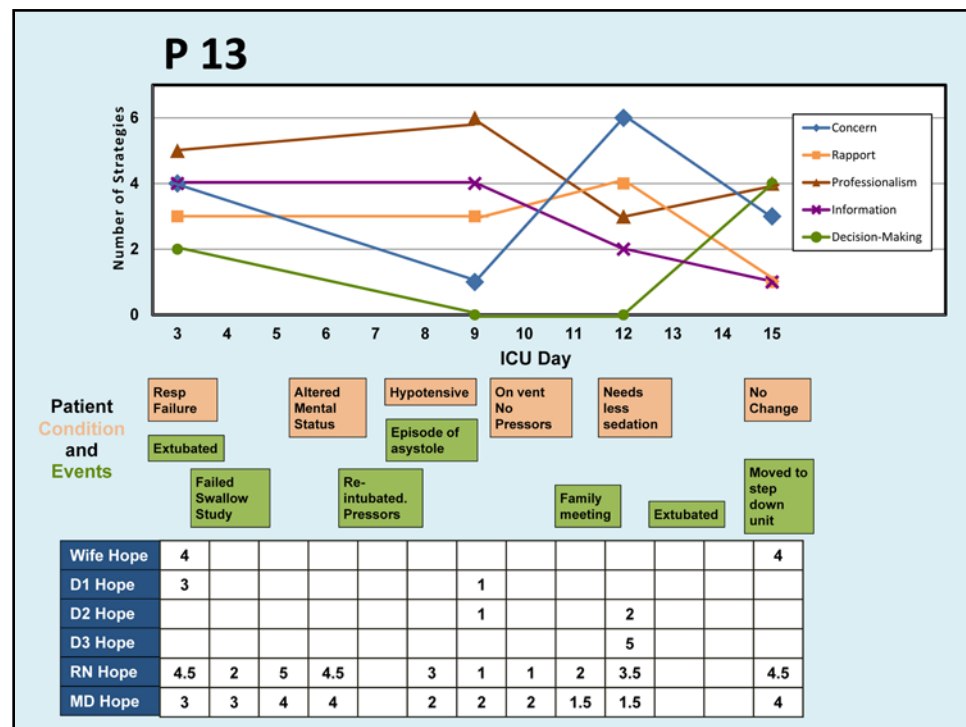 P 13
Number of Strategies
6
4
2
0
Concern
Rapport
Professionalism
Information
Decision-Making
3 4 5 6 7 8 9 10 11 12 13 14 15
ICU Day
Patient
Condition
and
Events
Resp
Failure
Altered
Mental
Status
Hypotensive
On vent
No
Pressors
Needs
less
sedation
No
Change
Extubated
Episode of
asystole
Failed
Swallow
Study
Re-
intubated.
Pressors
Family
meeting
Extubated
Moved to
step
down
unit
Wife Hope 4 4
D1 Hope 3 1
D2 Hope 1 2
D3 Hope 5
RN Hope 4.5 2 5 4.5 3 1 1 2 3.5 4.5
MD Hope 3 3 4 4 2 2 2 1.5 1.5 4